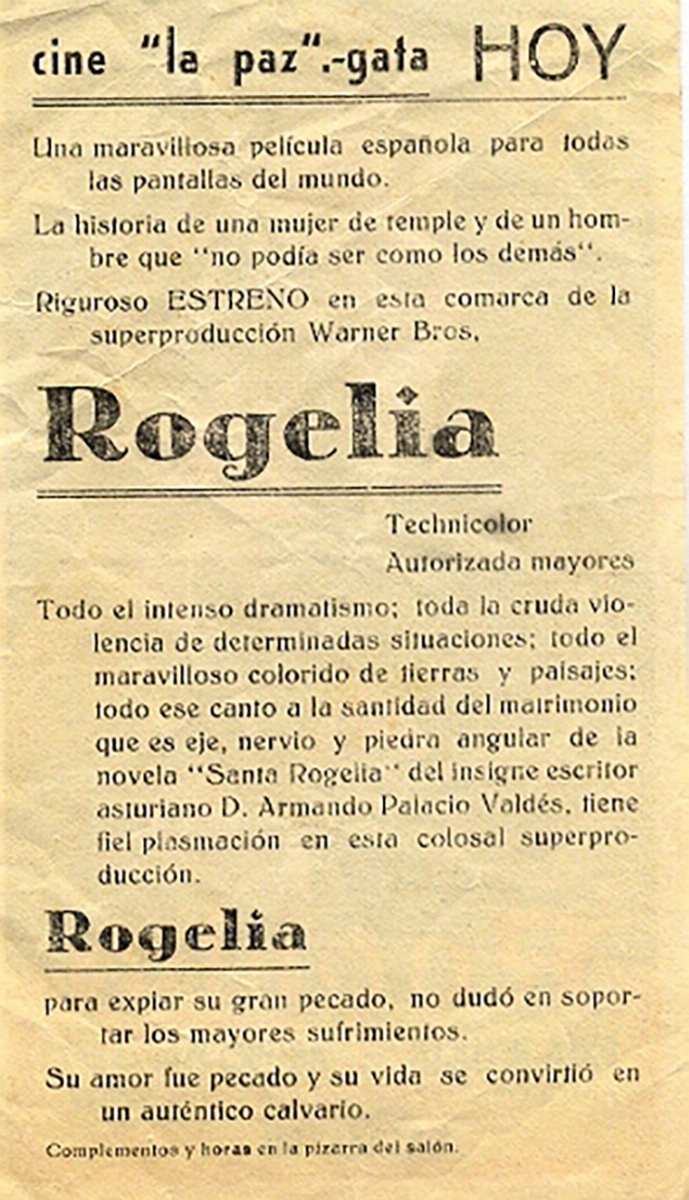 cine "la paz".-gata HOY
Una maravillosa película española para todas
las pantallas del mundo.
La historia de una mujer de temple y de un hom-
bre que "no podía ser como los demás".
Riguroso ESTRENO en esta comarca de la
superproducción Warner Bros,
Rogelia
Technicolor
Autorizada mayores
Todo el intenso dramatismo; toda la cruda vio-
lencia de determinadas situaciones; todo el
maravilloso colorido de tierras y paisajes;
todo ese canto a la santidad del matrimonio
que es eje, nervio y piedra angular de la
novela "Santa Rogelia" del insigne escritor
asturiano D. Armando Palacio Valdés, tiene
fiel plasmación en esta colosal superpro-
ducción.
Rogelia
para expiar su gran pecado, no dudó en sopor-
tar los mayores sufrimientos.
Su amor fue pecado y su vida se convirtió en
un auténtico calvario.
Complementos y horas en la pizarra del salón.